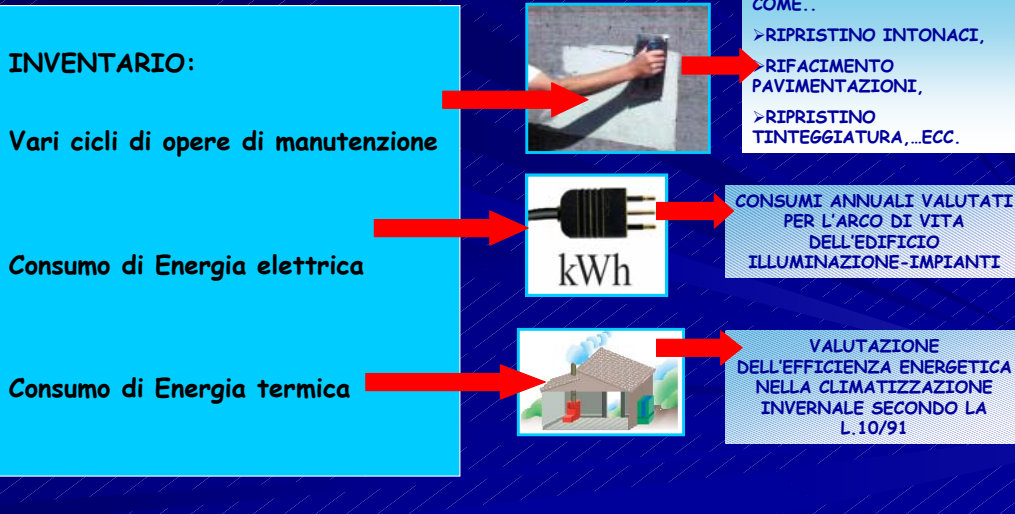 INVENTARIO:
Vari cicli di opere di manutenzione
Consumo di Energia elettrica
Consumo di Energia termica
kWh
COME..
➢RIPRISTINO INTONACI,
➢RIFACIMENTO
PAVIMENTAZIONI,
➢RIPRISTINO
TINTEGGIATURA,…ECC.
CONSUMI ANNUALI VALUTATI
PER L'ARCO DI VITA
DELL'EDIFICIO
ILLUMINAZIONE-IMPIANTI
VALUTAZIONE
DELL'EFFICIENZA ENERGETICA
NELLA CLIMATIZZAZIONE
INVERNALE SECONDO LA
L.10/91